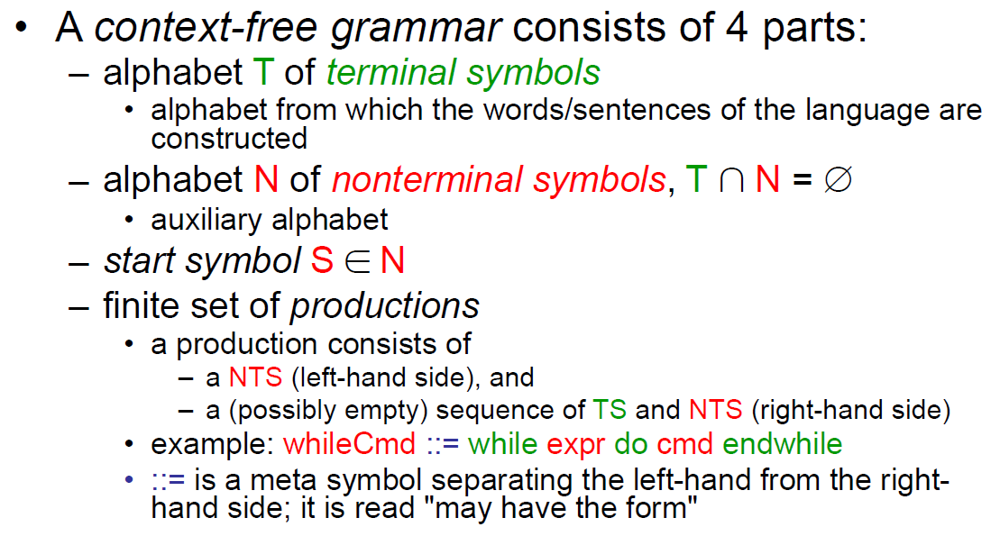 • A context-free grammar consists of 4 parts:
– alphabet T of terminal symbols
• alphabet from which the words/sentences of the language are
constructed
– alphabet N of nonterminal symbols, T ∩ N = ∅
• auxiliary alphabet
– start symbol S ∈ N
– finite set of productions
• a production consists of
– a NTS (left-hand side), and
– a (possibly empty) sequence of TS and NTS (right-hand side)
• example: whileCmd ::= while expr do cmd endwhile
• ::= is a meta symbol separating the left-hand from the right-
hand side; it is read "may have the form"